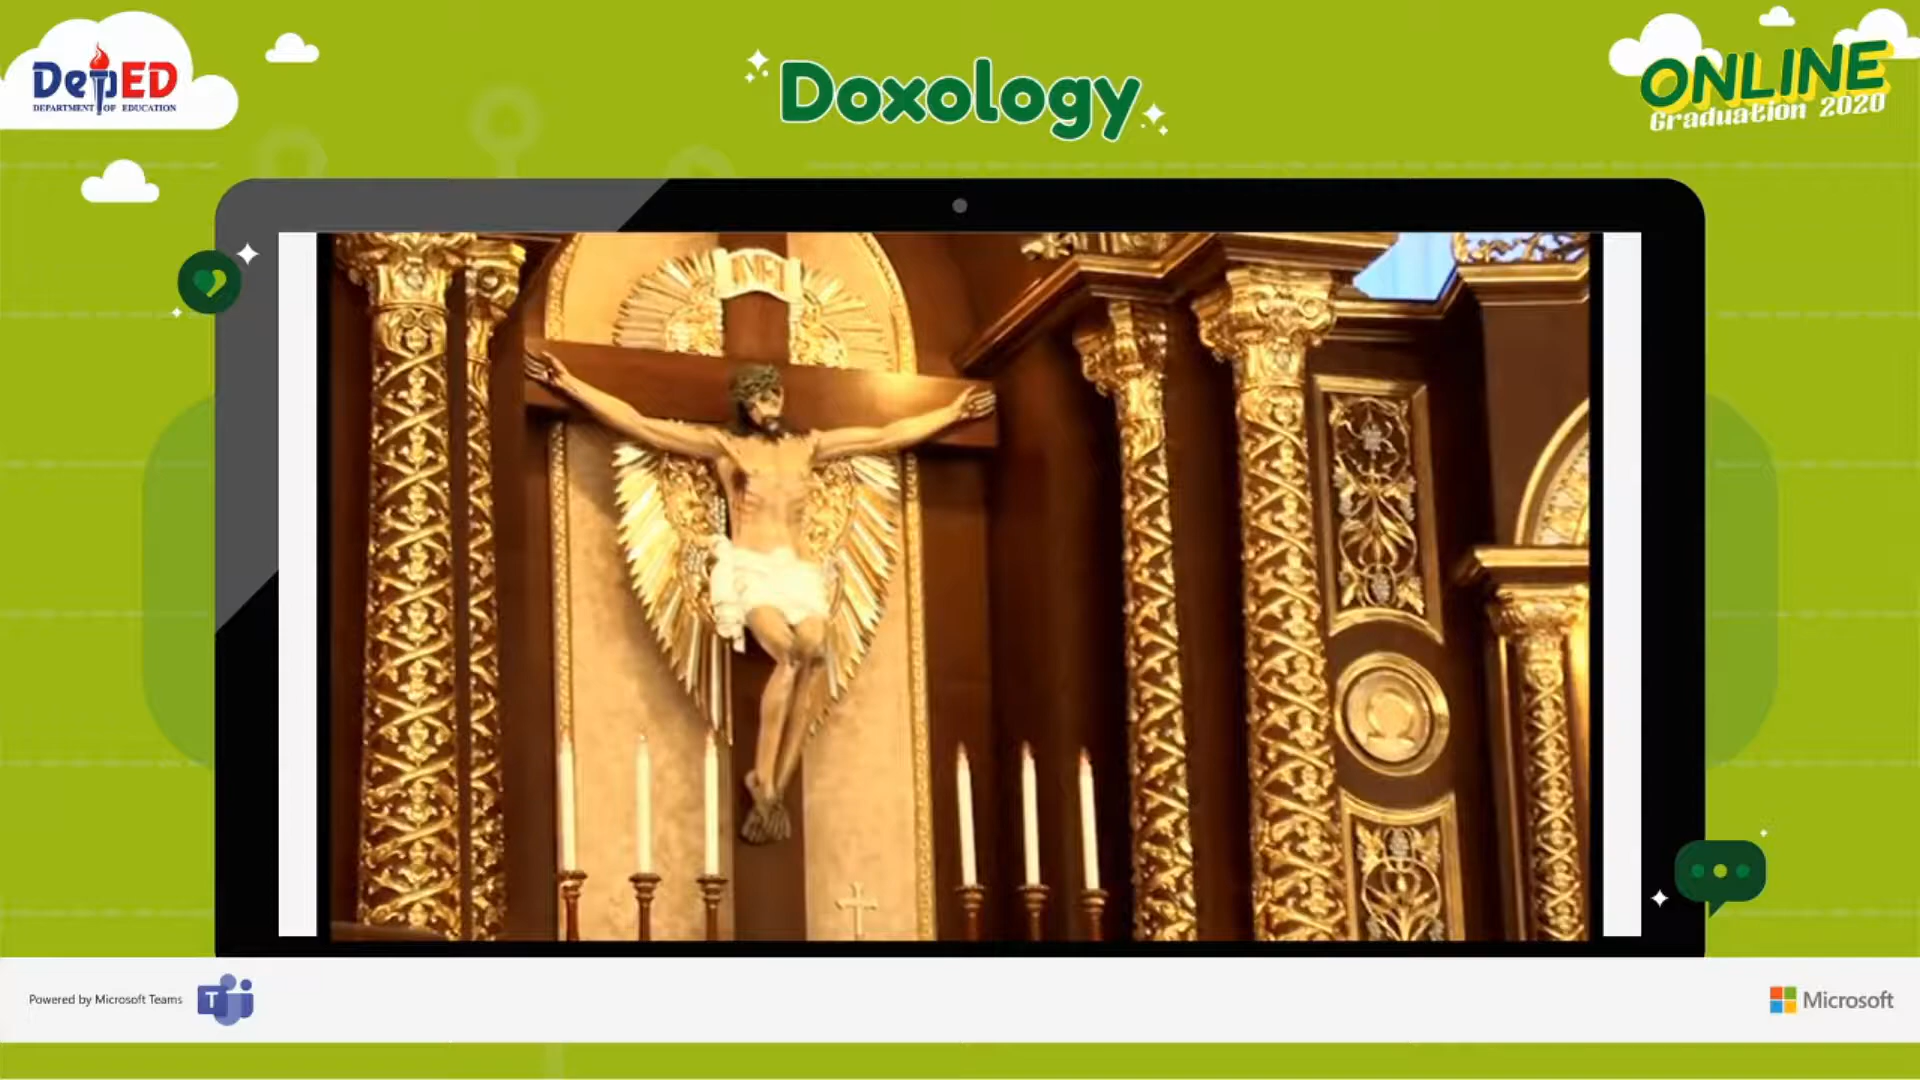 DepED
DEPARTMENT OF EDUCATION
Doxology
ONLINE
Graduation 2020
INRI
Powered by Microsoft Teams
T
Microsoft